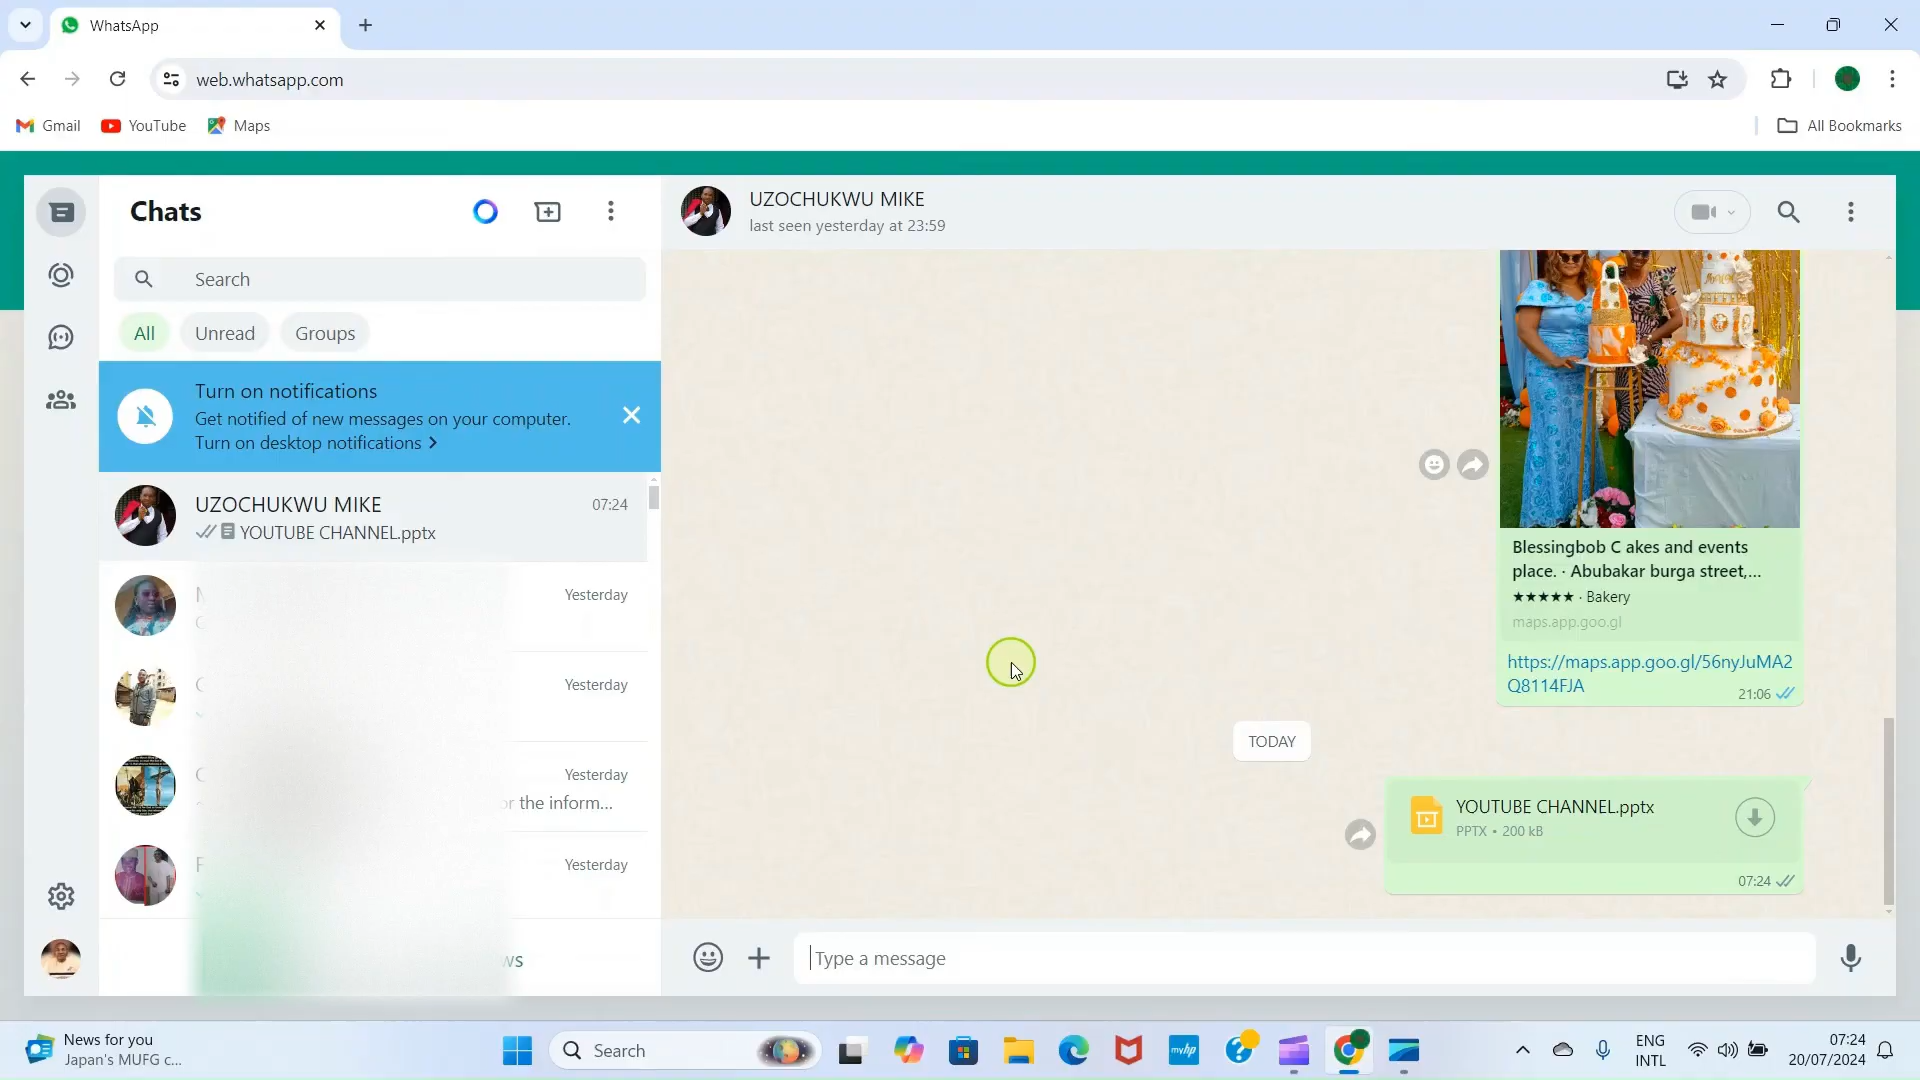 WhatsApp
web.whatsapp.com
Gmail
YouTube
Maps
All Bookmarks
Chats
Search
All
Unread
Groups
Turn on notifications
Get notified of new messages on your computer.
Turn on desktop notifications >
UZOCHUKWU MIKE
07:24
YOUTUBE CHANNEL.pptx
Yesterday
Yesterday
Yesterday
or the inform...
Yesterday
UZOCHUKWU MIKE
last seen yesterday at 23:59
Blessingbob C akes and events
place. · Abubakar burga street,...
★★★★★ · Bakery
maps.app.goo.gl
https://maps.app.goo.gl/56nyJuMA2
Q8114FJA
21:06
TODAY
YOUTUBE CHANNEL.pptx
PPTX • 200 kB
07:24
Type a message
News for you
Japan's MUFG c...
Search
myhp
ENG
INTL
07:24
20/07/2024